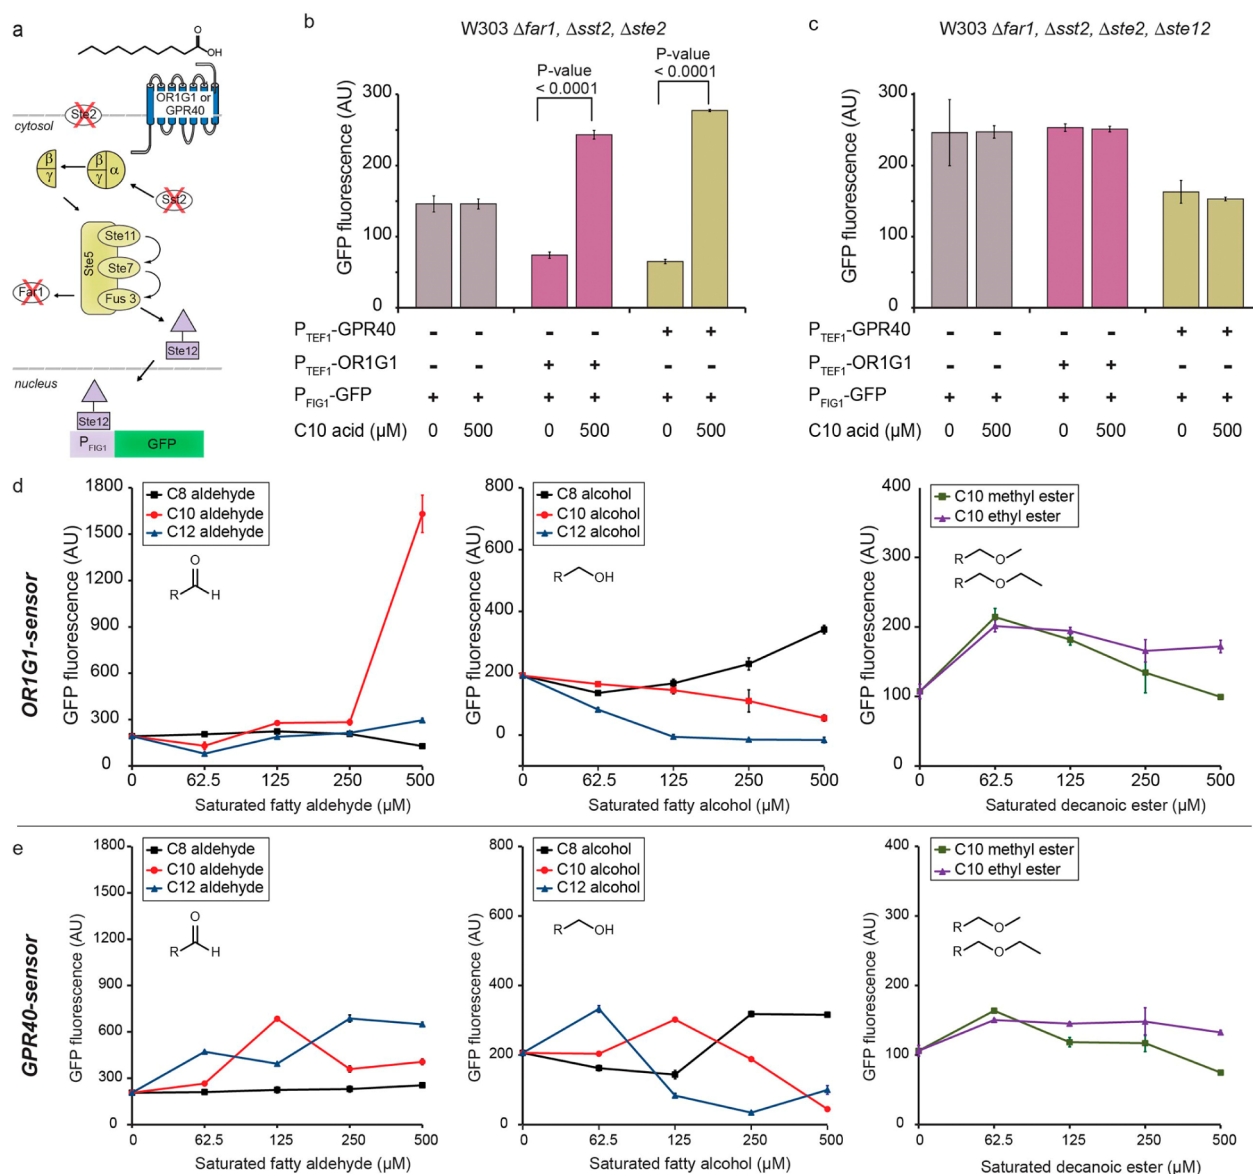 a
O
OH
OR1G1 or
GPR40
Ste2
cytosol
β
γ
β
γ
α
Sst2
Ste5
Ste11
Ste7
Fus 3
Far1
Ste12
nucleus
Ste12
PFIG1
GFP
b
W303 Δfar1, Δsst2, Δste2
P-value
< 0.0001
P-value
< 0.0001
GFP fluorescence (AU)
300
200
100
0
300
PTEF1-GPR40 - - - - + +
PTEF1-OR1G1 - - + + - -
PFIG1-GFP + + + + + +
C10 acid (µM) 0 500 0 500 0 500
c
W303 Δfar1, Δsst2, Δste2, Δste12
GFP fluorescence (AU)
300
200
100
0
300
PTEF1-GPR40 - - - - + +
PTEF1-OR1G1 - - + + - -
PFIG1-GFP + + + + + +
C10 acid (µM) 0 500 0 500 0 500
d
OR1G1-sensor
GFP fluorescence (AU)
1800
1500
1200
900
600
300
0
C8 aldehyde
C10 aldehyde
C12 aldehyde
O
R H
0 62.5 125 250 500
Saturated fatty aldehyde (µM)
GFP fluorescence (AU)
800
600
400
200
0
C8 alcohol
C10 alcohol
C12 alcohol
R OH
0 62.5 125 250 500
Saturated fatty alcohol (µM)
GFP fluorescence (AU)
400
300
200
100
0
C10 methyl ester
C10 ethyl ester
R O
R O
0 62.5 125 250 500
Saturated decanoic ester (µM)
e
GPR40-sensor
GFP fluorescence (AU)
1800
1500
1200
900
600
300
0
C8 aldehyde
C10 aldehyde
C12 aldehyde
O
R H
0 62.5 125 250 500
Saturated fatty aldehyde (µM)
GFP fluorescence (AU)
800
600
400
200
0
C8 alcohol
C10 alcohol
C12 alcohol
R OH
0 62.5 125 250 500
Saturated fatty alcohol (µM)
GFP fluorescence (AU)
400
300
150
100
0
C10 methyl ester
C10 ethyl ester
R O
R O
0 62.5 125 250 500
Saturated decanoic ester (µM)